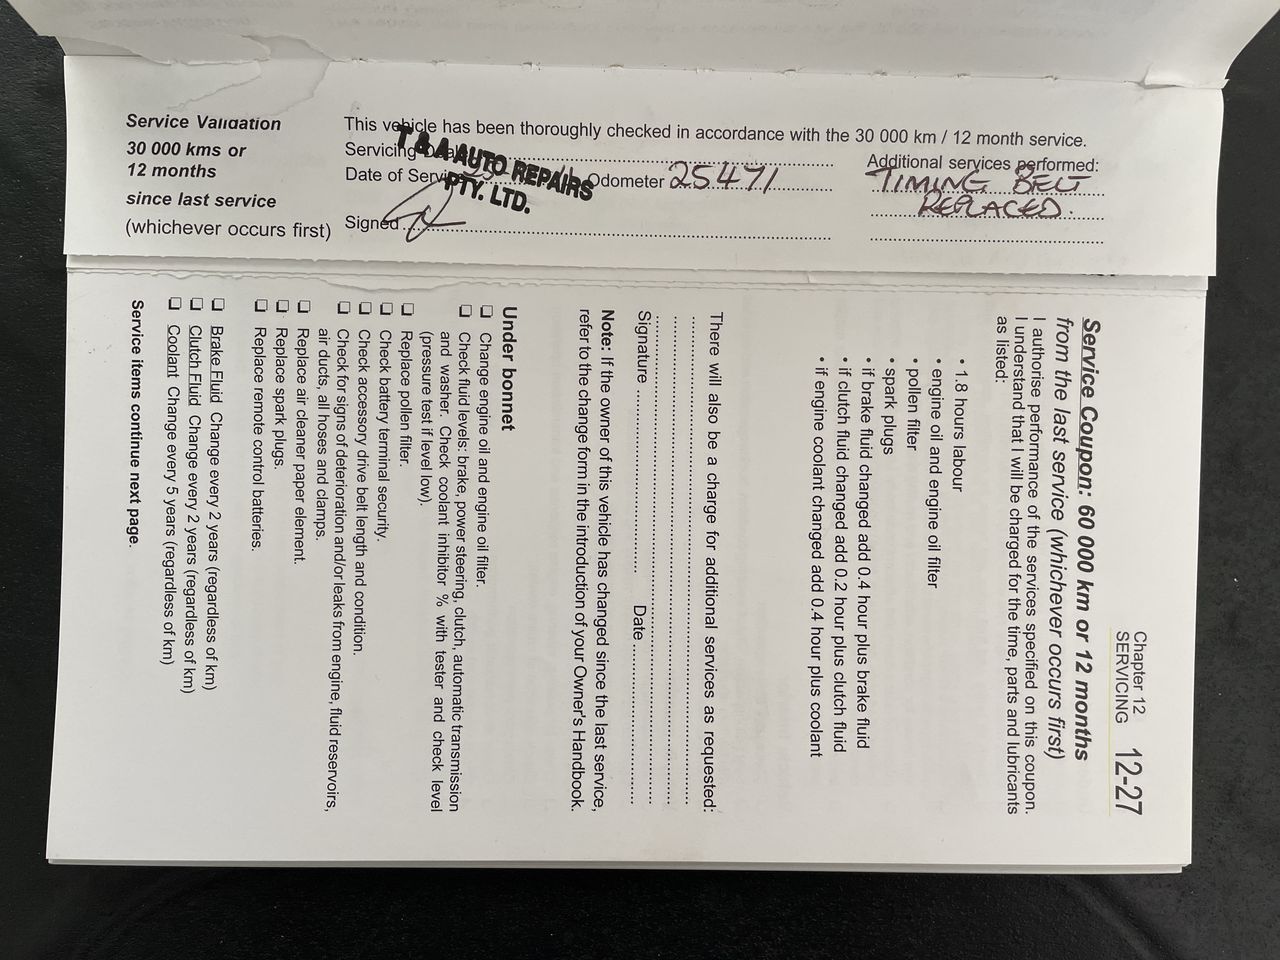 Service Validation
30 000 kms or
12 months
since last service
(whichever occurs first)
This vehicle has been thoroughly checked in accordance with the 30 000 km / 12 month service.
Servicing
Date of Service Odometer 25471
Signed
T & A AUTO REPAIRS
PTY. LTD.
Additional services performed:
TIMING BELT
REPLACED.
Chapter 12
SERVICING 12-27
Service Coupon: 60 000 km or 12 months
from the last service (whichever occurs first)
I authorise performance of the services specified on this coupon.
I understand that I will be charged for the time, parts and lubricants
as listed:
• 1.8 hours labour
• engine oil and engine oil filter
• pollen filter
• spark plugs
• if brake fluid changed add 0.4 hour plus brake fluid
• if clutch fluid changed add 0.2 hour plus clutch fluid
• if engine coolant changed add 0.4 hour plus coolant
There will also be a charge for additional services as requested:
Signature Date
Note: If the owner of this vehicle has changed since the last service,
refer to the change form in the introduction of your Owner's Handbook.
Under bonnet
❑ Change engine oil and engine oil filter.
❑ Check fluid levels: brake, power steering, clutch, automatic transmission
and washer. Check coolant inhibitor % with tester and check level
(pressure test if level low).
❑ Replace pollen filter.
❑ Check battery terminal security.
❑ Check accessory drive belt length and condition.
❑ Check for signs of deterioration and/or leaks from engine, fluid reservoirs,
air ducts, all hoses and clamps.
❑ Replace air cleaner paper element.
❑ Replace spark plugs.
❑ Replace remote control batteries.
❑ Brake Fluid Change every 2 years (regardless of km)
❑ Clutch Fluid Change every 2 years (regardless of km)
❑ Coolant Change every 5 years (regardless of km)
Service items continue next page.